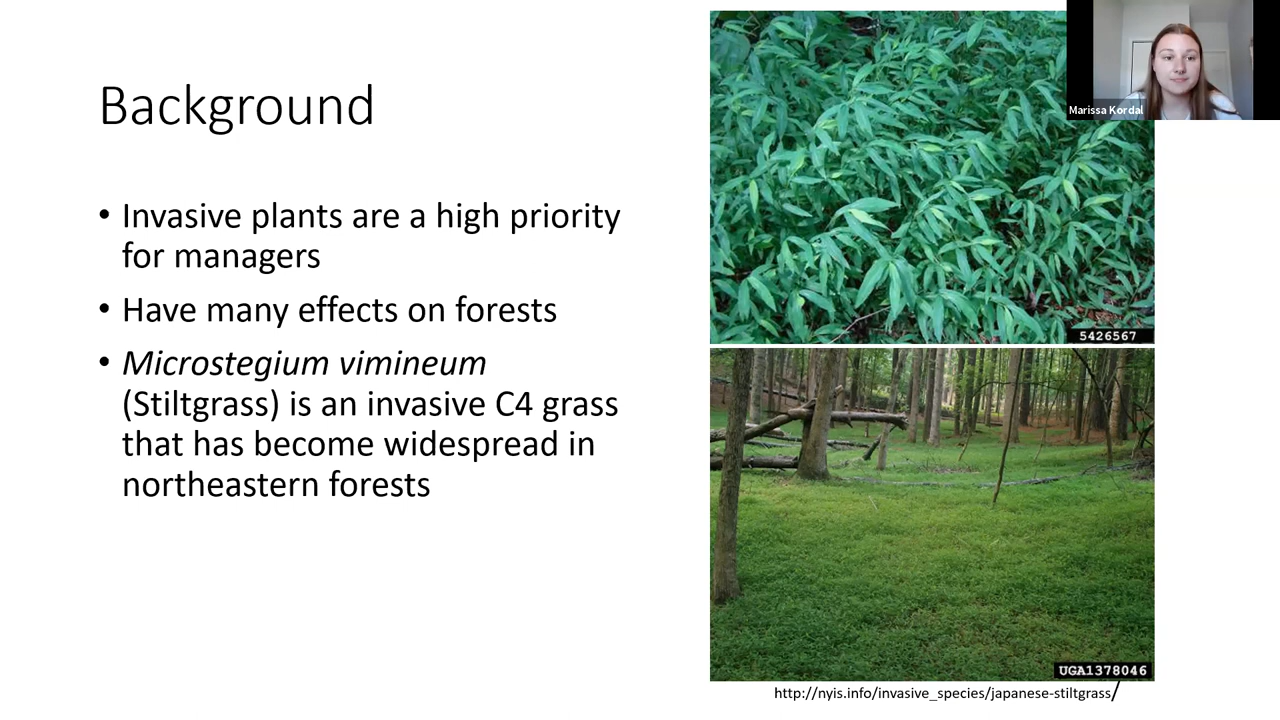 Background
• Invasive plants are a high priority
for managers
• Have many effects on forests
• Microstegium vimineum
(Stiltgrass) is an invasive C4 grass
that has become widespread in
northeastern forests
Marissa Kordal
5426567
UGA1378046
http://nyis.info/invasive_species/japanese-stiltgrass/